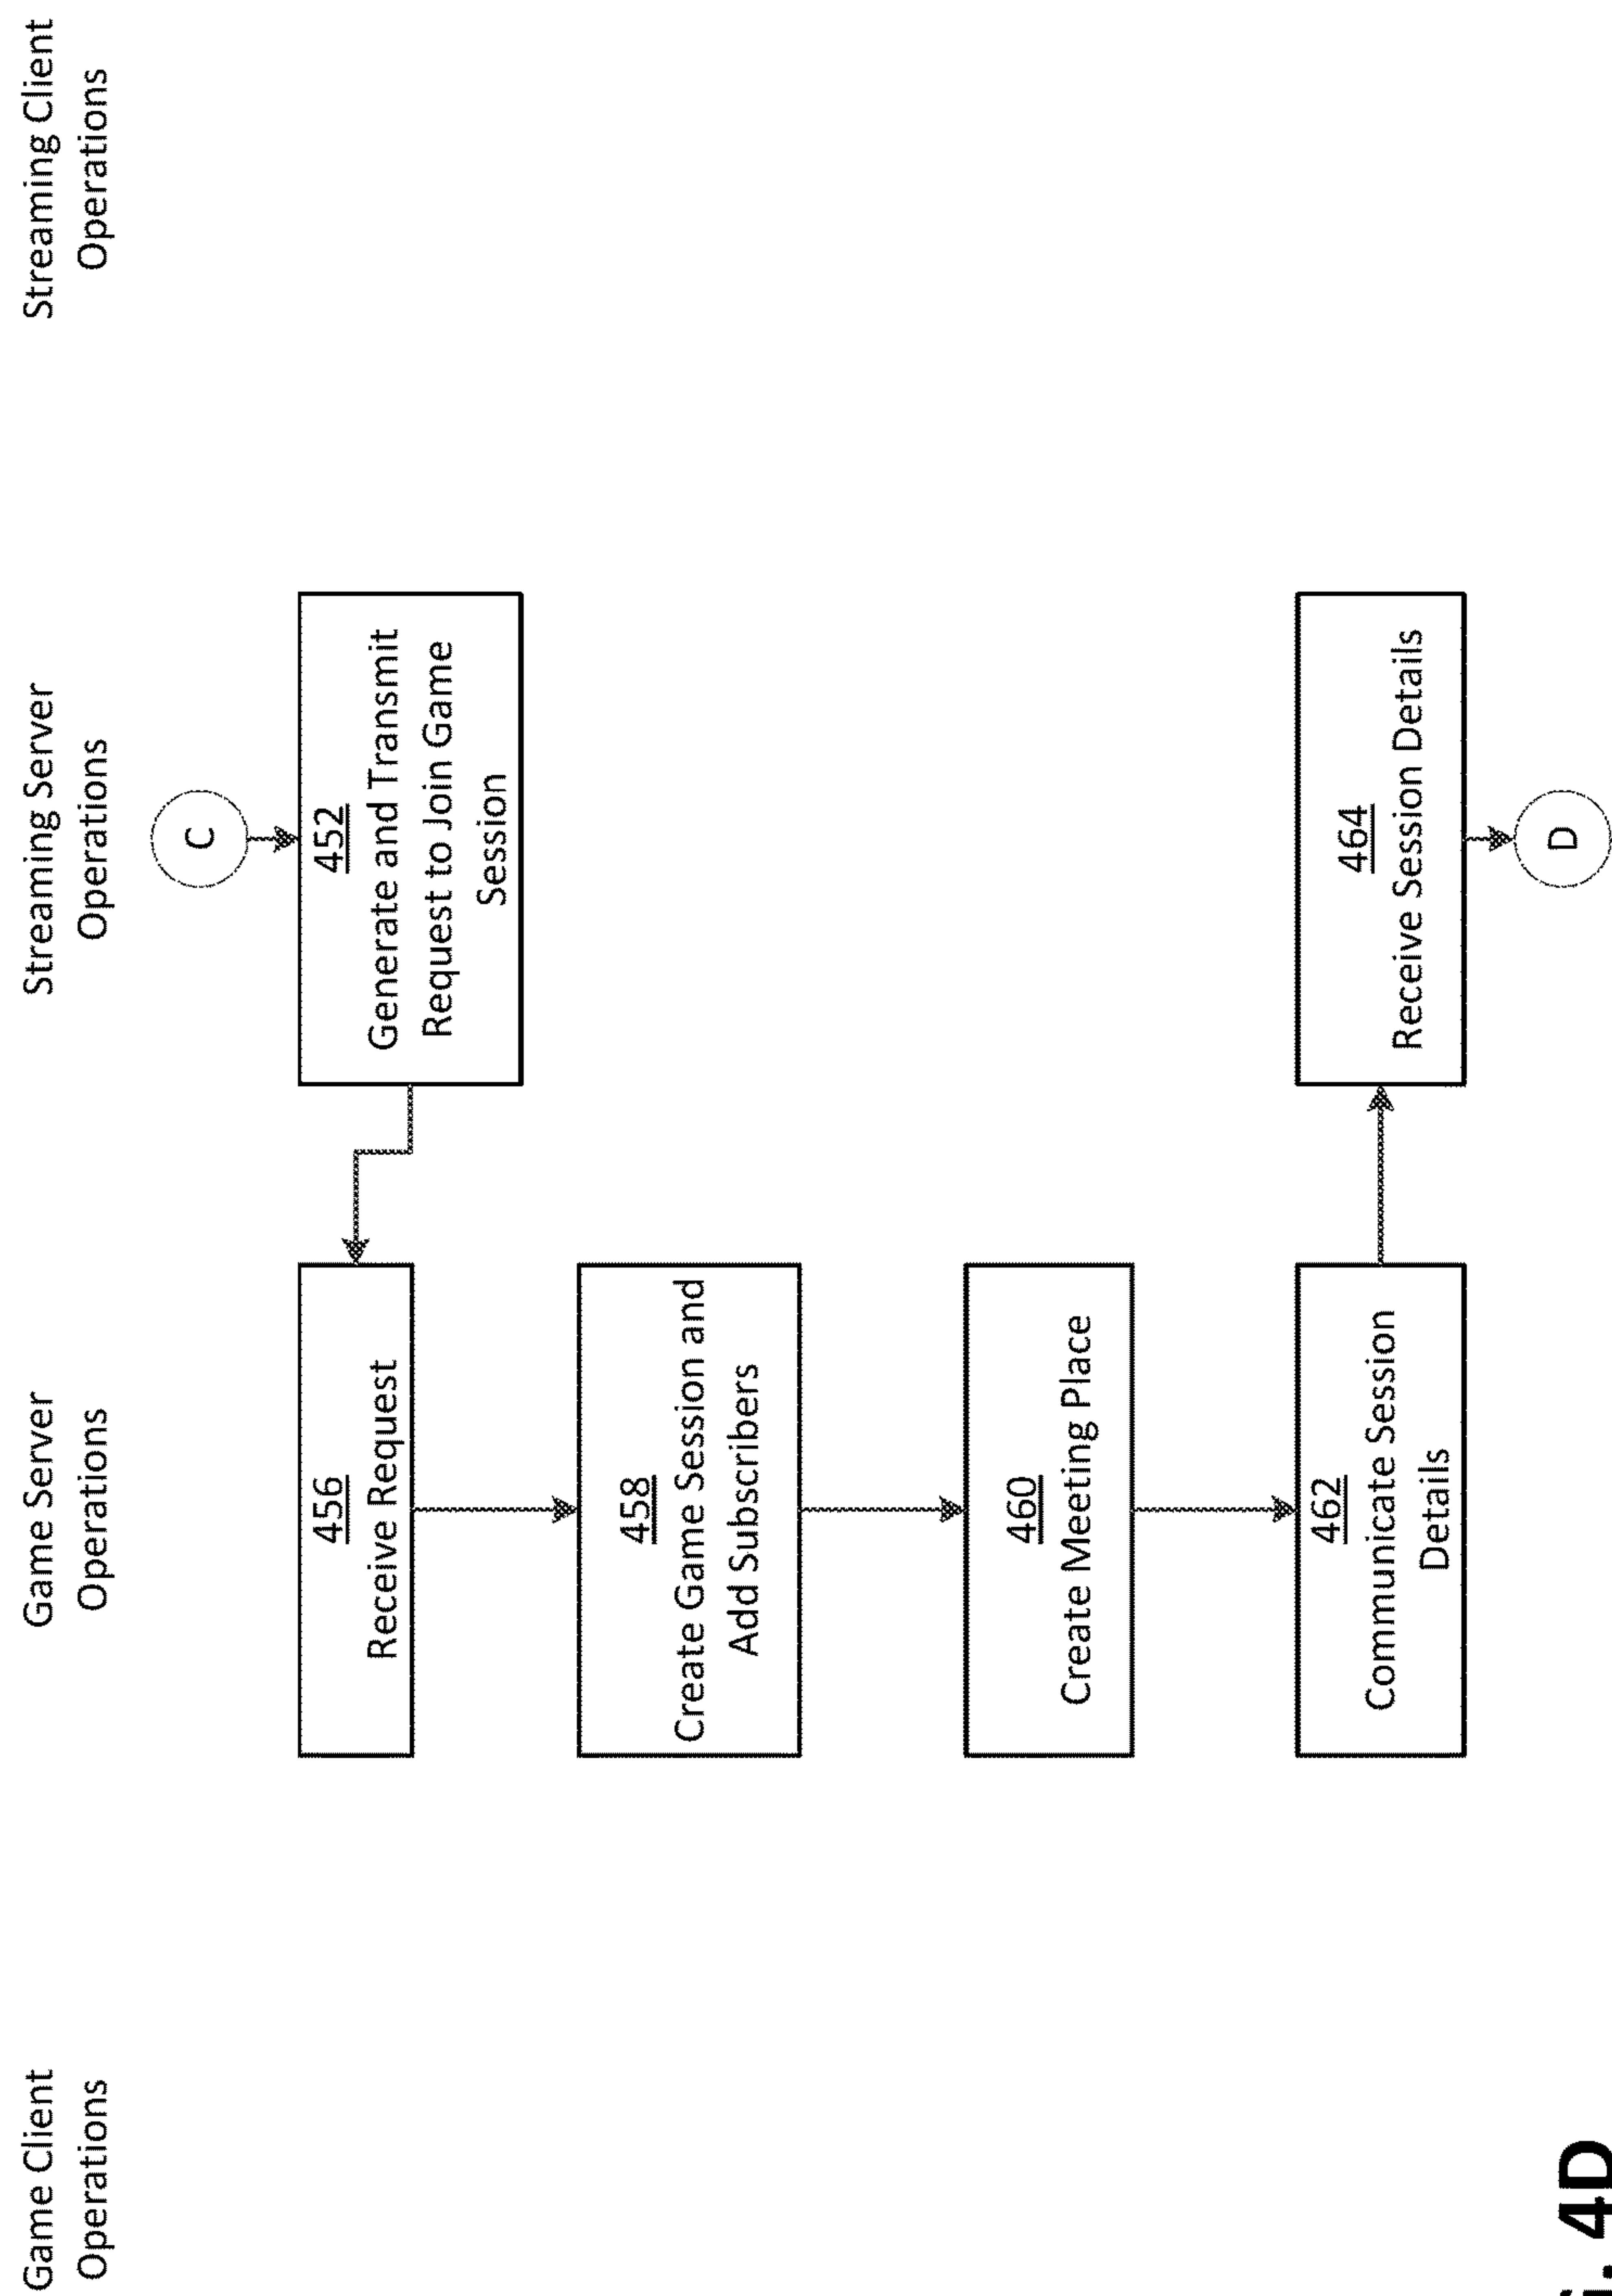 Game Client
Operations
Game Server
Operations
Streaming Server
Operations
Streaming Client
Operations
C
456
Receive Request
452
Generate and Transmit
Request to Join Game
Session
458
Create Game Session and
Add Subscribers
460
Create Meeting Place
462
Communicate Session
Details
464
Receive Session Details
D
4D